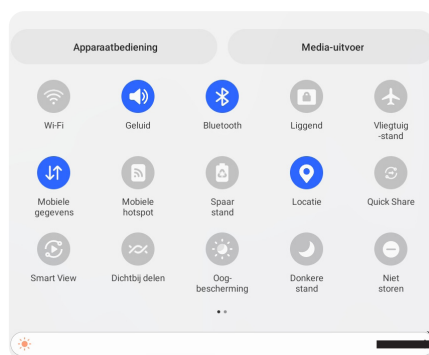 Apparaatbediening Media-uitvoer
Wi-Fi Geluid Bluetooth Liggend Vliegtuig
-stand
Mobiele Mobiele Spaar Locatie Quick Share
gegevens hotspot stand
Smart View Dichtbij delen Oog- Donkere Niet
bescherming stand storen